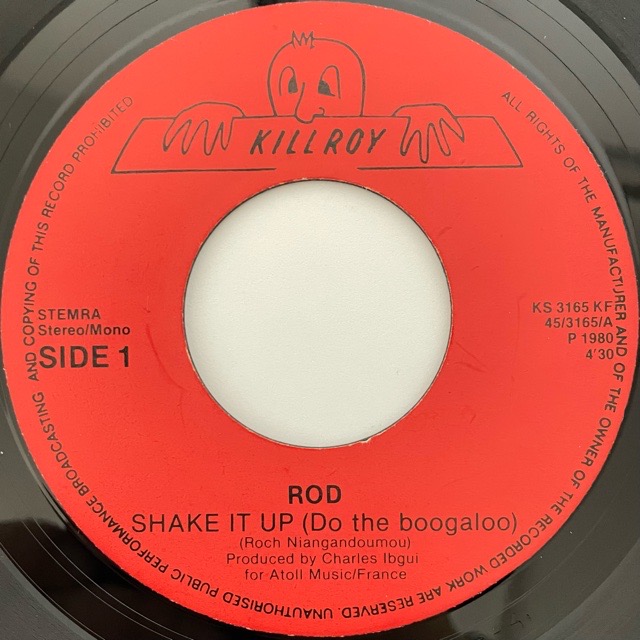 KILLROY
ALL RIGHTS OF THE MANUFACTURER AND OF THE OWNER OF THE RECORDED WORK ARE RESERVED. UNAUTHORISED PUBLIC PERFORMANCE BROADCASTING AND COPYING OF THIS RECORD PROHIBITED
STEMRA
Stereo/Mono
SIDE 1
KS 3165 KF
45/3165/A
P 1980
4'30
ROD
SHAKE IT UP (Do the boogaloo)
(Roch Niangandoumou)
Produced by Charles Ibgui
for Atoll Music/France